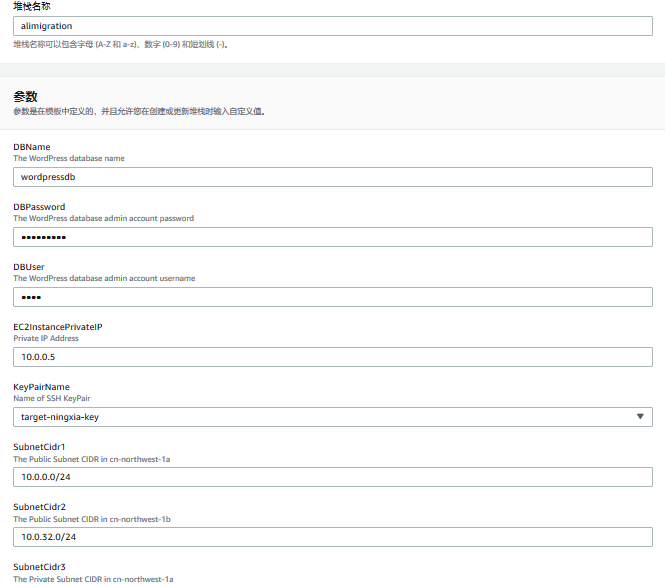 堆栈名称
alimigration
堆栈名称可以包含字母 (A-Z 和 a-z)、数字 (0-9) 和短划线 (-)。
参数
参数是在模板中定义的，并且允许您在创建或更新堆栈时输入自定义值。
DBName
The WordPress database name
wordpressdb
DBPassword
The WordPress database admin account password
•••••••••
DBUser
The WordPress database admin account username
••••
EC2InstancePrivateIP
Private IP Address
10.0.0.5
KeyPairName
Name of SSH KeyPair
target-ningxia-key
SubnetCidr1
The Public Subnet CIDR in cn-northwest-1a
10.0.0.0/24
SubnetCidr2
The Public Subnet CIDR in cn-northwest-1b
10.0.32.0/24
SubnetCidr3
The Private Subnet CIDR in cn-northwest-1a